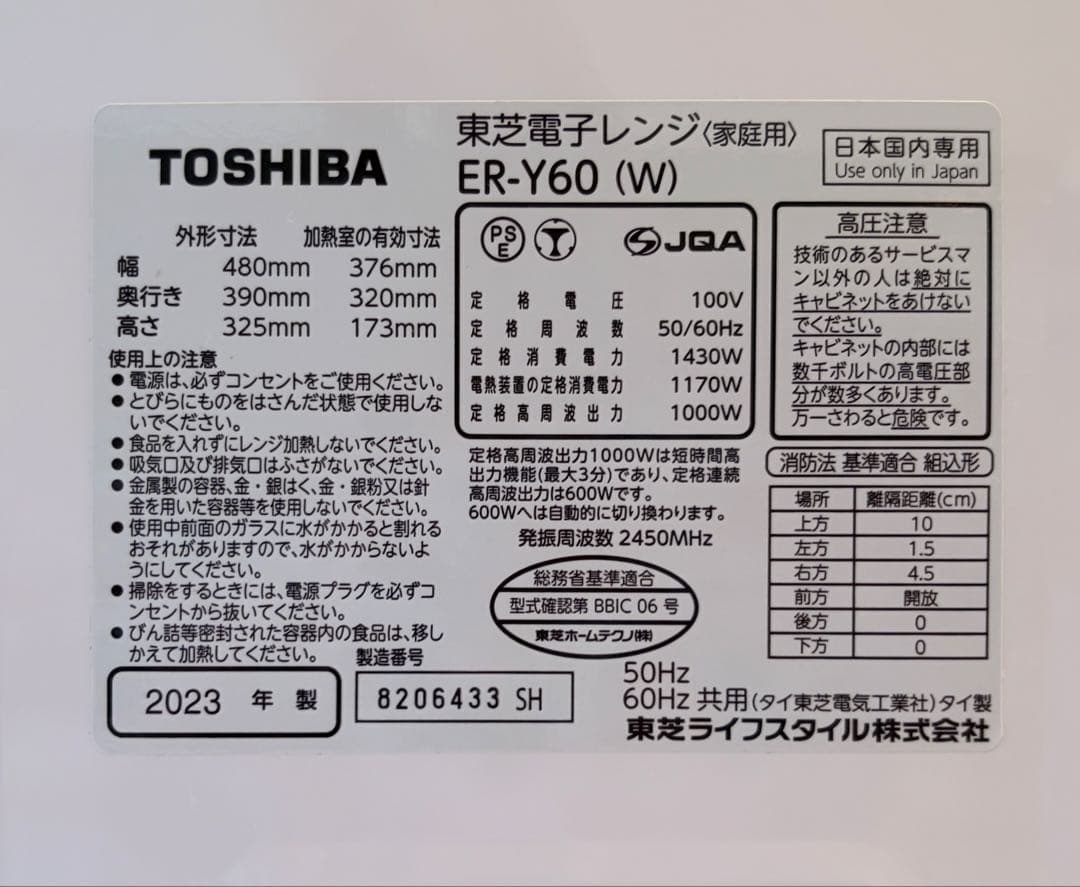 TOSHIBA
東芝電子レンジ〈家庭用〉
ER-Y60 (W)
日本国内専用
Use only in Japan
外形寸法 加熱室の有効寸法
幅 480mm 376mm
奥行き 390mm 320mm
高さ 325mm 173mm
使用上の注意
● 電源は、必ずコンセントをご使用ください。
● とびらにものをはさんだ状態で使用しな
いでください。
● 食品を入れずにレンジ加熱しないでください。
● 吸気口及び排気口はふさがないでください。
● 金属製の容器、金・銀はく、金・銀粉又は針
金を用いた容器等を使用しないでください。
● 使用中前面のガラスに水がかかると割れる
おそれがありますので、水がかからないよ
うにしてください。
● 掃除をするときには、電源プラグを必ずコ
ンセントから抜いてください。
● びん詰等密封された容器内の食品は、移し
かえて加熱してください。
2023 年 製
製造番号
8206433 SH
PS
E
JQA
定格電圧 100V
定格周波数 50/60Hz
定格消費電力 1430W
電熱装置の定格消費電力 1170W
定格高周波出力 1000W
定格高周波出力1000Wは短時間高
出力機能(最大3分)であり、定格連続
高周波出力は600Wです。
600Wへは自動的に切り換わります。
発振周波数 2450MHz
総務省基準適合
型式確認第 BBIC 06 号
東芝ホームテクノ(株)
高圧注意
技術のあるサービスマ
ン以外の人は絶対に
キャビネットをあけない
でください。
キャビネットの内部には
数千ボルトの高電圧部
分が数多くあります。
万一さわると危険です。
消防法 基準適合 組込形
場所 離隔距離(cm)
上方 10
左方 1.5
右方 4.5
前方 開放
後方 0
下方 0
50Hz
60Hz 共用(タイ東芝電気工業社)タイ製
東芝ライフスタイル株式会社